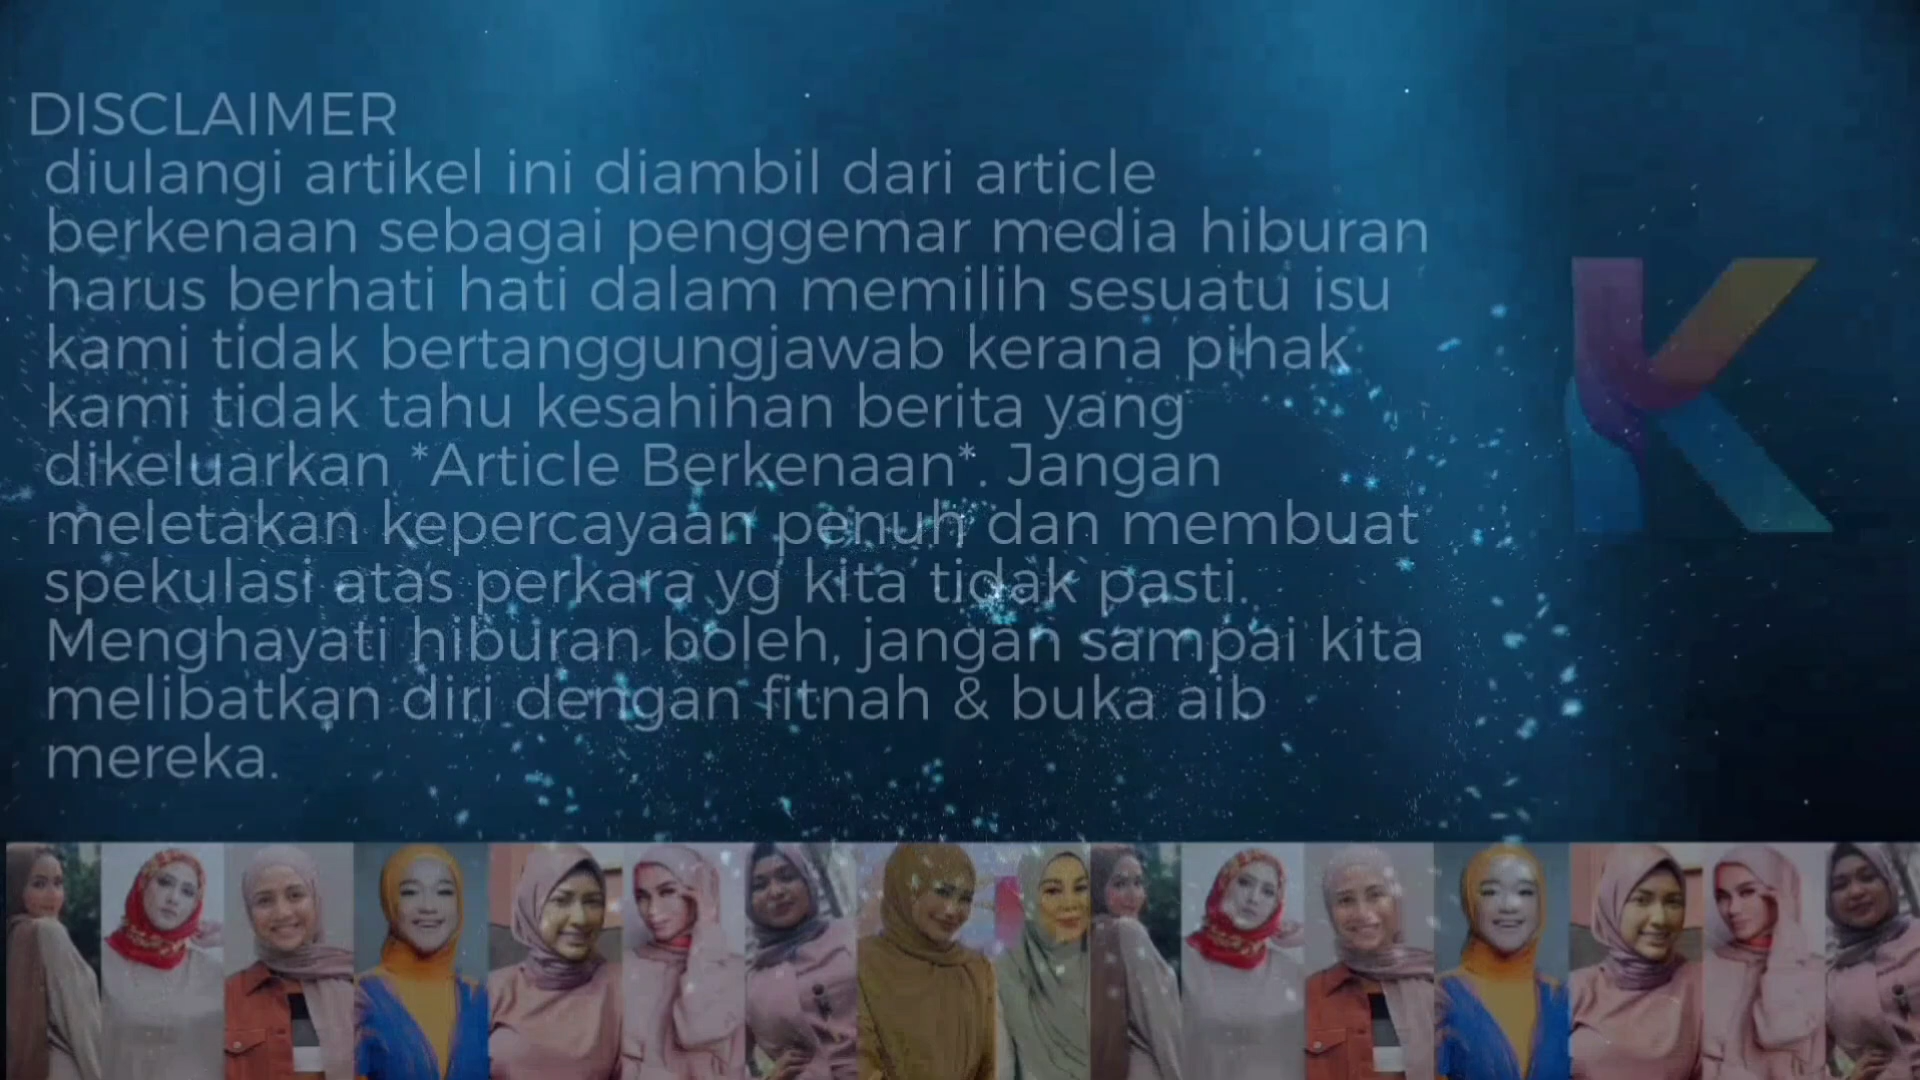 DISCLAIMER
diulangi artikel ini diambil dari article
berkenaan sebagai penggemar media hiburan
harus berhati hati dalam memilih sesuatu isu
kami tidak bertanggungjawab kerana pihak
kami tidak tahu kesahihan berita yang
dikeluarkan *Article Berkenaan*. Jangan
meletakan kepercayaan penuh dan membuat
spekulasi atas perkara yg kita tidak pasti.
Menghayati hiburan boleh, jangan sampai kita
melibatkan diri dengan fitnah & buka aib
mereka.
K